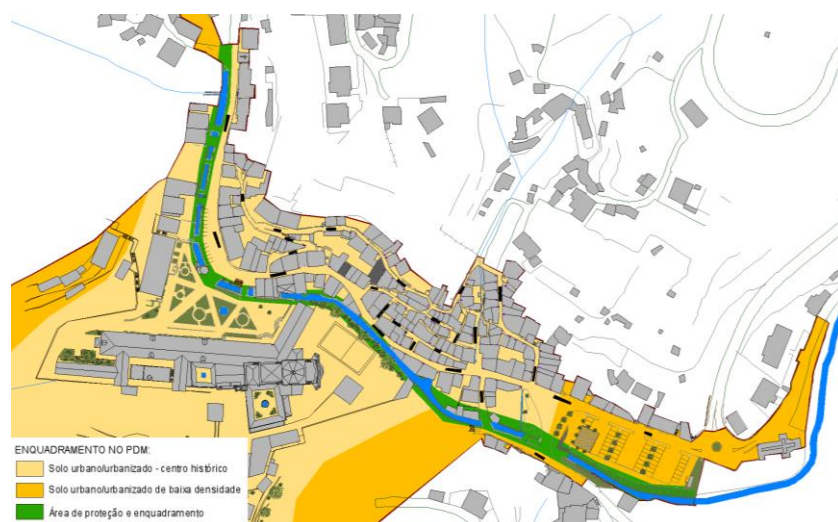 ENQUADRAMENTO NO PDM:
Solo urbano/urbanizado - centro histórico
Solo urbano/urbanizado de baixa densidade
Área de proteção e enquadramento